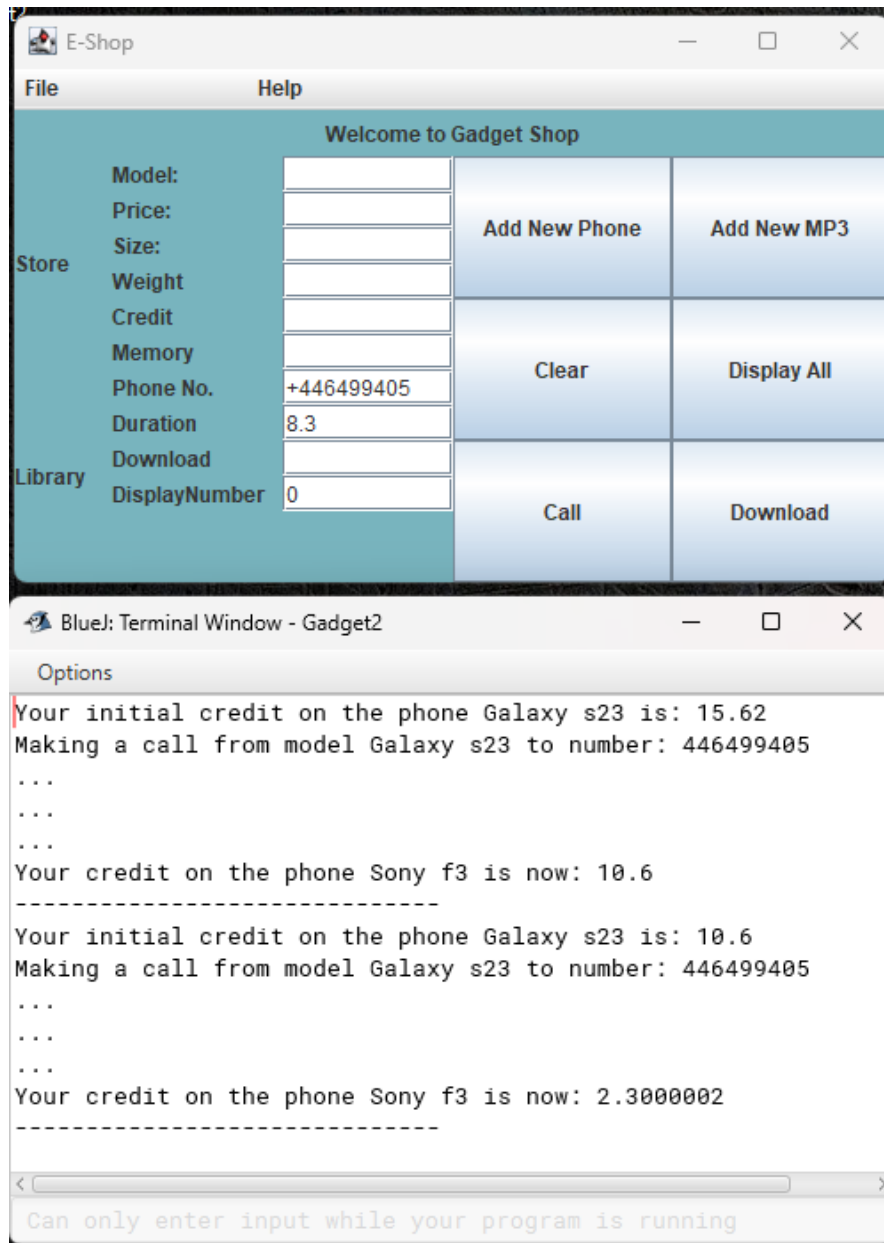 E-Shop
File Help
Welcome to Gadget Shop
Store
Library
Model:
Price:
Size:
Weight
Credit
Memory
Phone No. +446499405
Duration 8.3
Download
DisplayNumber 0
Add New Phone Add New MP3
Clear Display All
Call Download
BlueJ: Terminal Window - Gadget2
Options
Your initial credit on the phone Galaxy s23 is: 15.62
Making a call from model Galaxy s23 to number: 446499405
...
...
...
Your credit on the phone Sony f3 is now: 10.6
------------------------------
Your initial credit on the phone Galaxy s23 is: 10.6
Making a call from model Galaxy s23 to number: 446499405
...
...
...
Your credit on the phone Sony f3 is now: 2.3000002
------------------------------
Can only enter input while your program is running